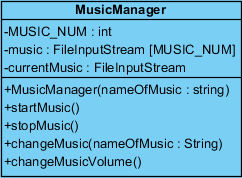 MusicManager
-MUSIC_NUM : int
-music : FileInputStream [MUSIC_NUM]
-currentMusic : FileInputStream
+MusicManager(nameOfMusic : string)
+startMusic()
+stopMusic()
+changeMusic(nameOfMusic : String)
+changeMusicVolume()